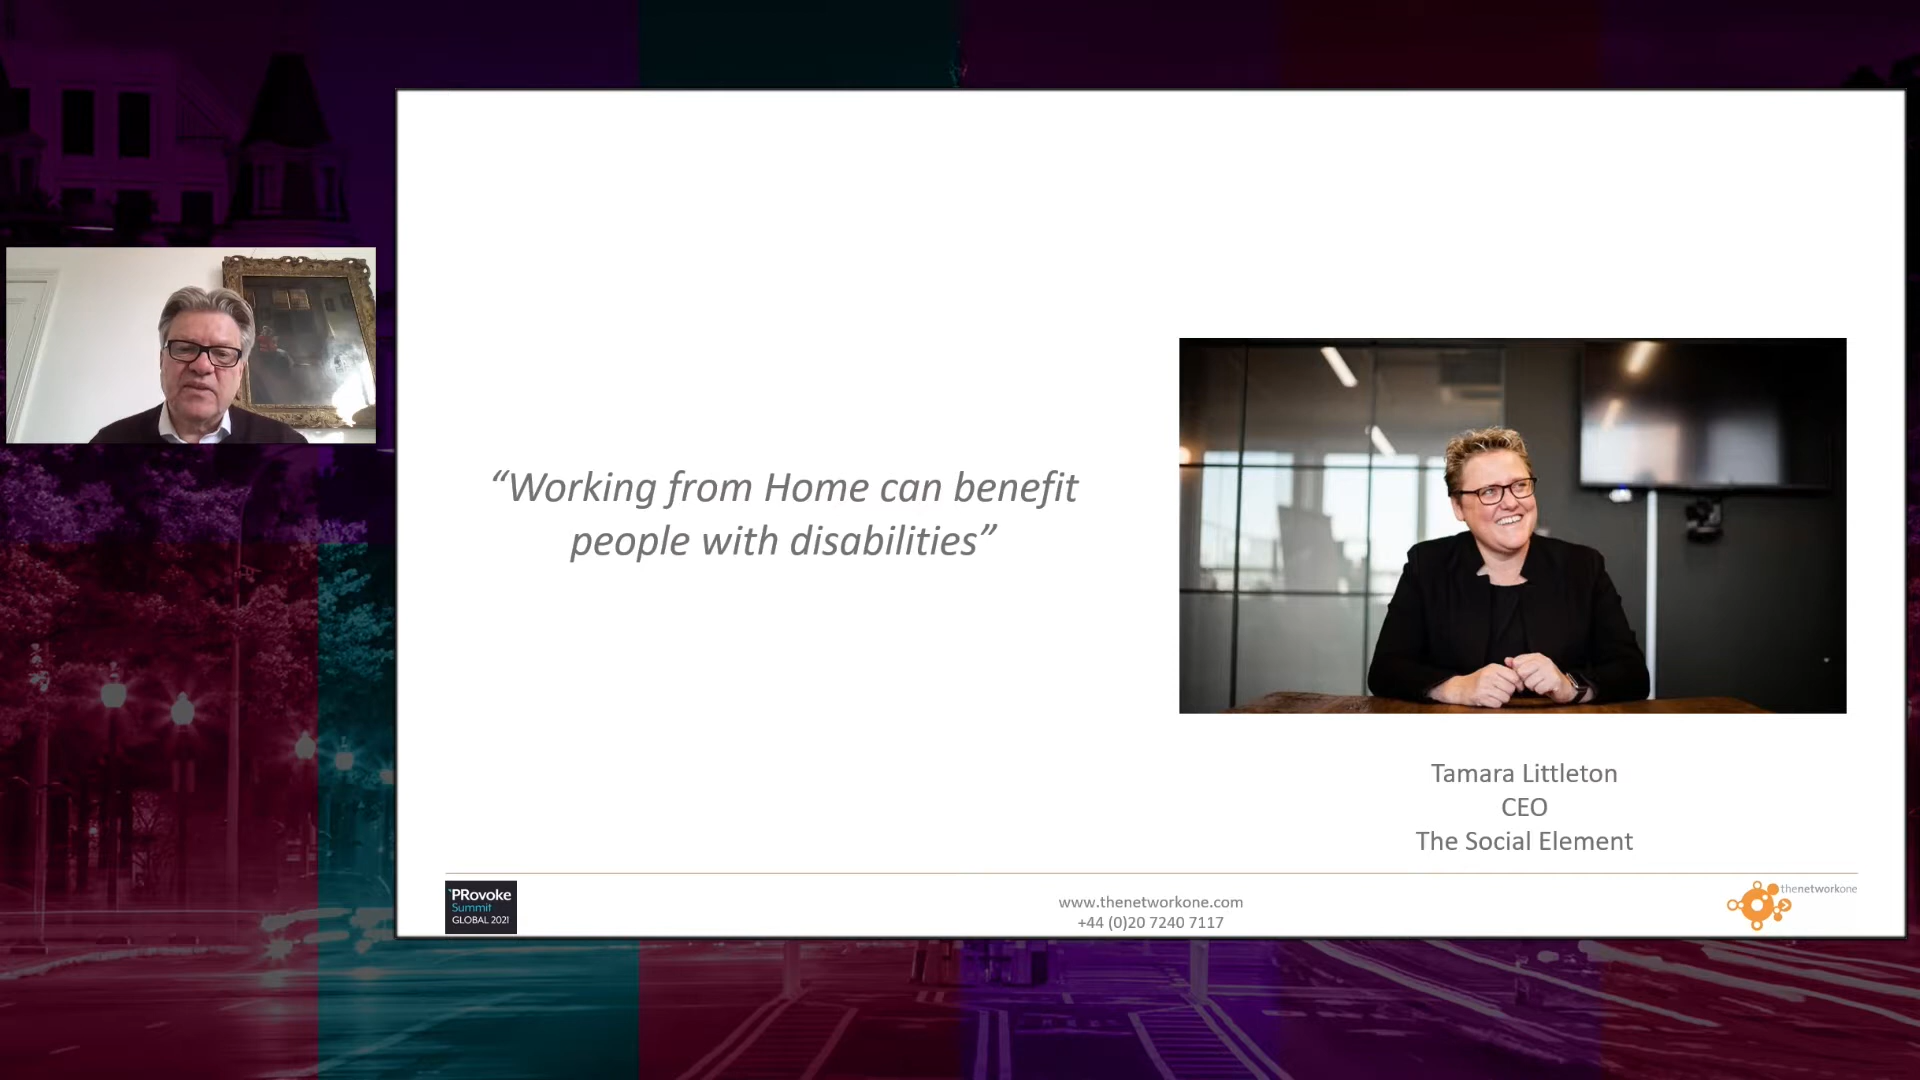 “Working from Home can benefit
people with disabilities”
Tamara Littleton
CEO
The Social Element
PRovoke
Summit
GLOBAL 2021
www.thenetworkone.com
+44 (0)20 7240 7117
thenetworkone